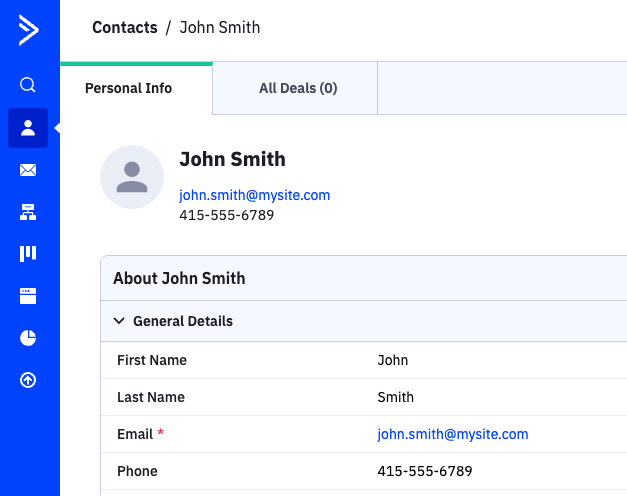 Contacts / John Smith
Personal Info
All Deals (0)
John Smith
john.smith@mysite.com
415-555-6789
About John Smith
General Details
First Name John
Last Name Smith
Email * john.smith@mysite.com
Phone 415-555-6789